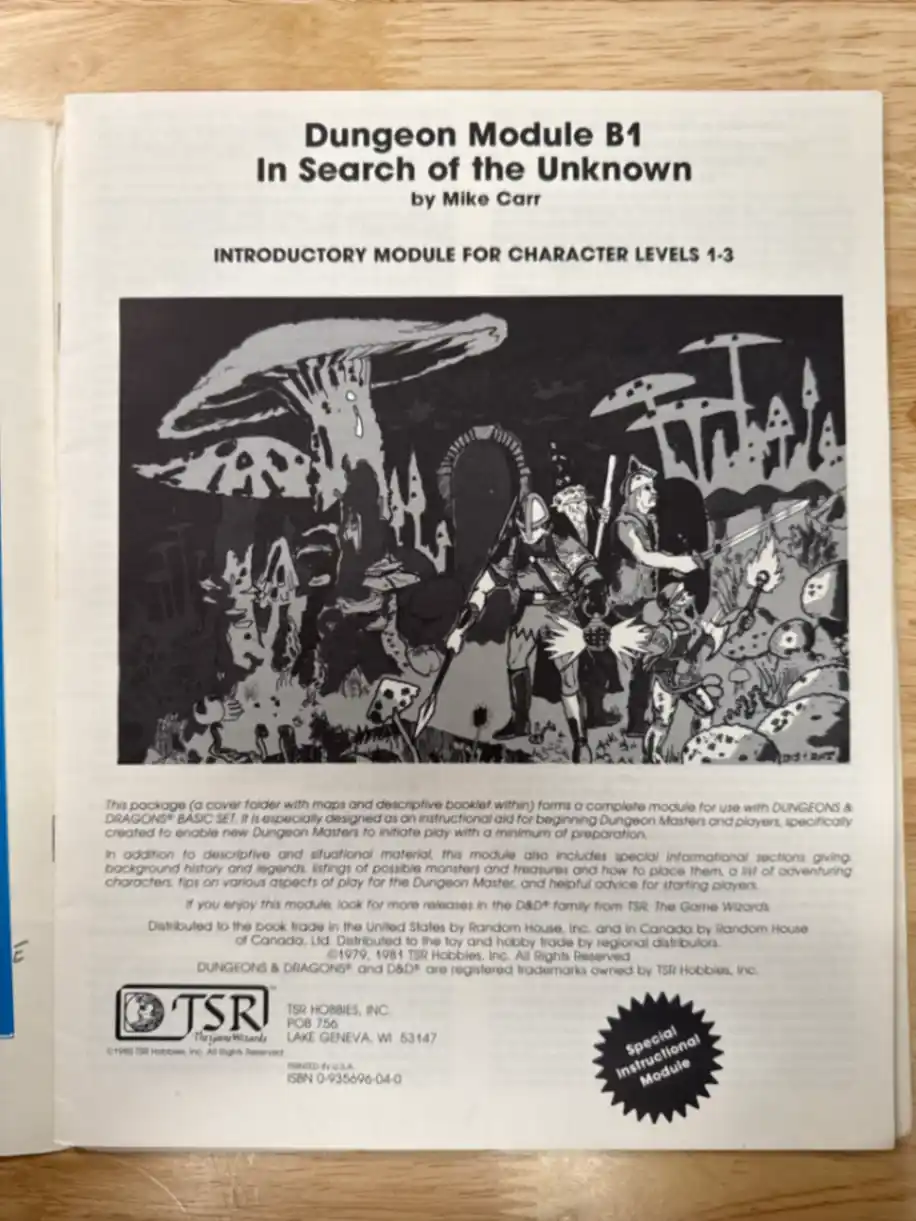 Dungeon Module B1
In Search of the Unknown
by Mike Carr
INTRODUCTORY MODULE FOR CHARACTER LEVELS 1-3
This package (a cover folder with maps and descriptive booklet within) forms a complete module for use with DUNGEONS &
DRAGONS® BASIC SET. It is especially designed as an instructional aid for beginning Dungeon Masters and players, specifically
created to enable new Dungeon Masters to initiate play with a minimum of preparation.
In addition to descriptive and situational material, this module also includes special informational sections giving:
background history and legends, listings of possible monsters and treasures and how to place them, a list of adventuring
characters, tips on various aspects of play for the Dungeon Master, and helpful advice for starting players.
If you enjoy this module, look for more releases in the D&D® family from TSR, The Game Wizards.
Distributed to the book trade in the United States by Random House, Inc. and in Canada by Random House
of Canada, Ltd. Distributed to the toy and hobby trade by regional distributors.
©1979, 1981 TSR Hobbies, Inc. All Rights Reserved
DUNGEONS & DRAGONS® and D&D® are registered trademarks owned by TSR Hobbies, Inc.
TSR
The Game Wizards
©1980 TSR Hobbies, Inc. All Rights Reserved
TSR HOBBIES, INC.
POB 756
LAKE GENEVA, WI 53147
PRINTED IN U.S.A.
ISBN 0-935696-04-0
Special
Instructional
Module
E